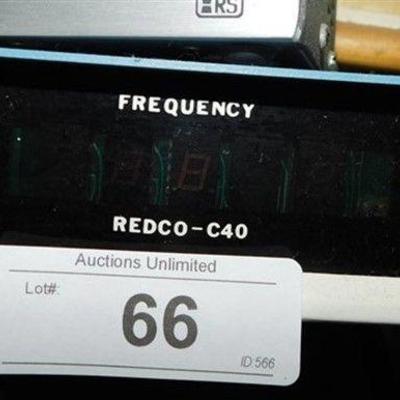 RS
FREQUENCY
REDCO-C40
Auctions Unlimited
Lot#:
66
ID:566